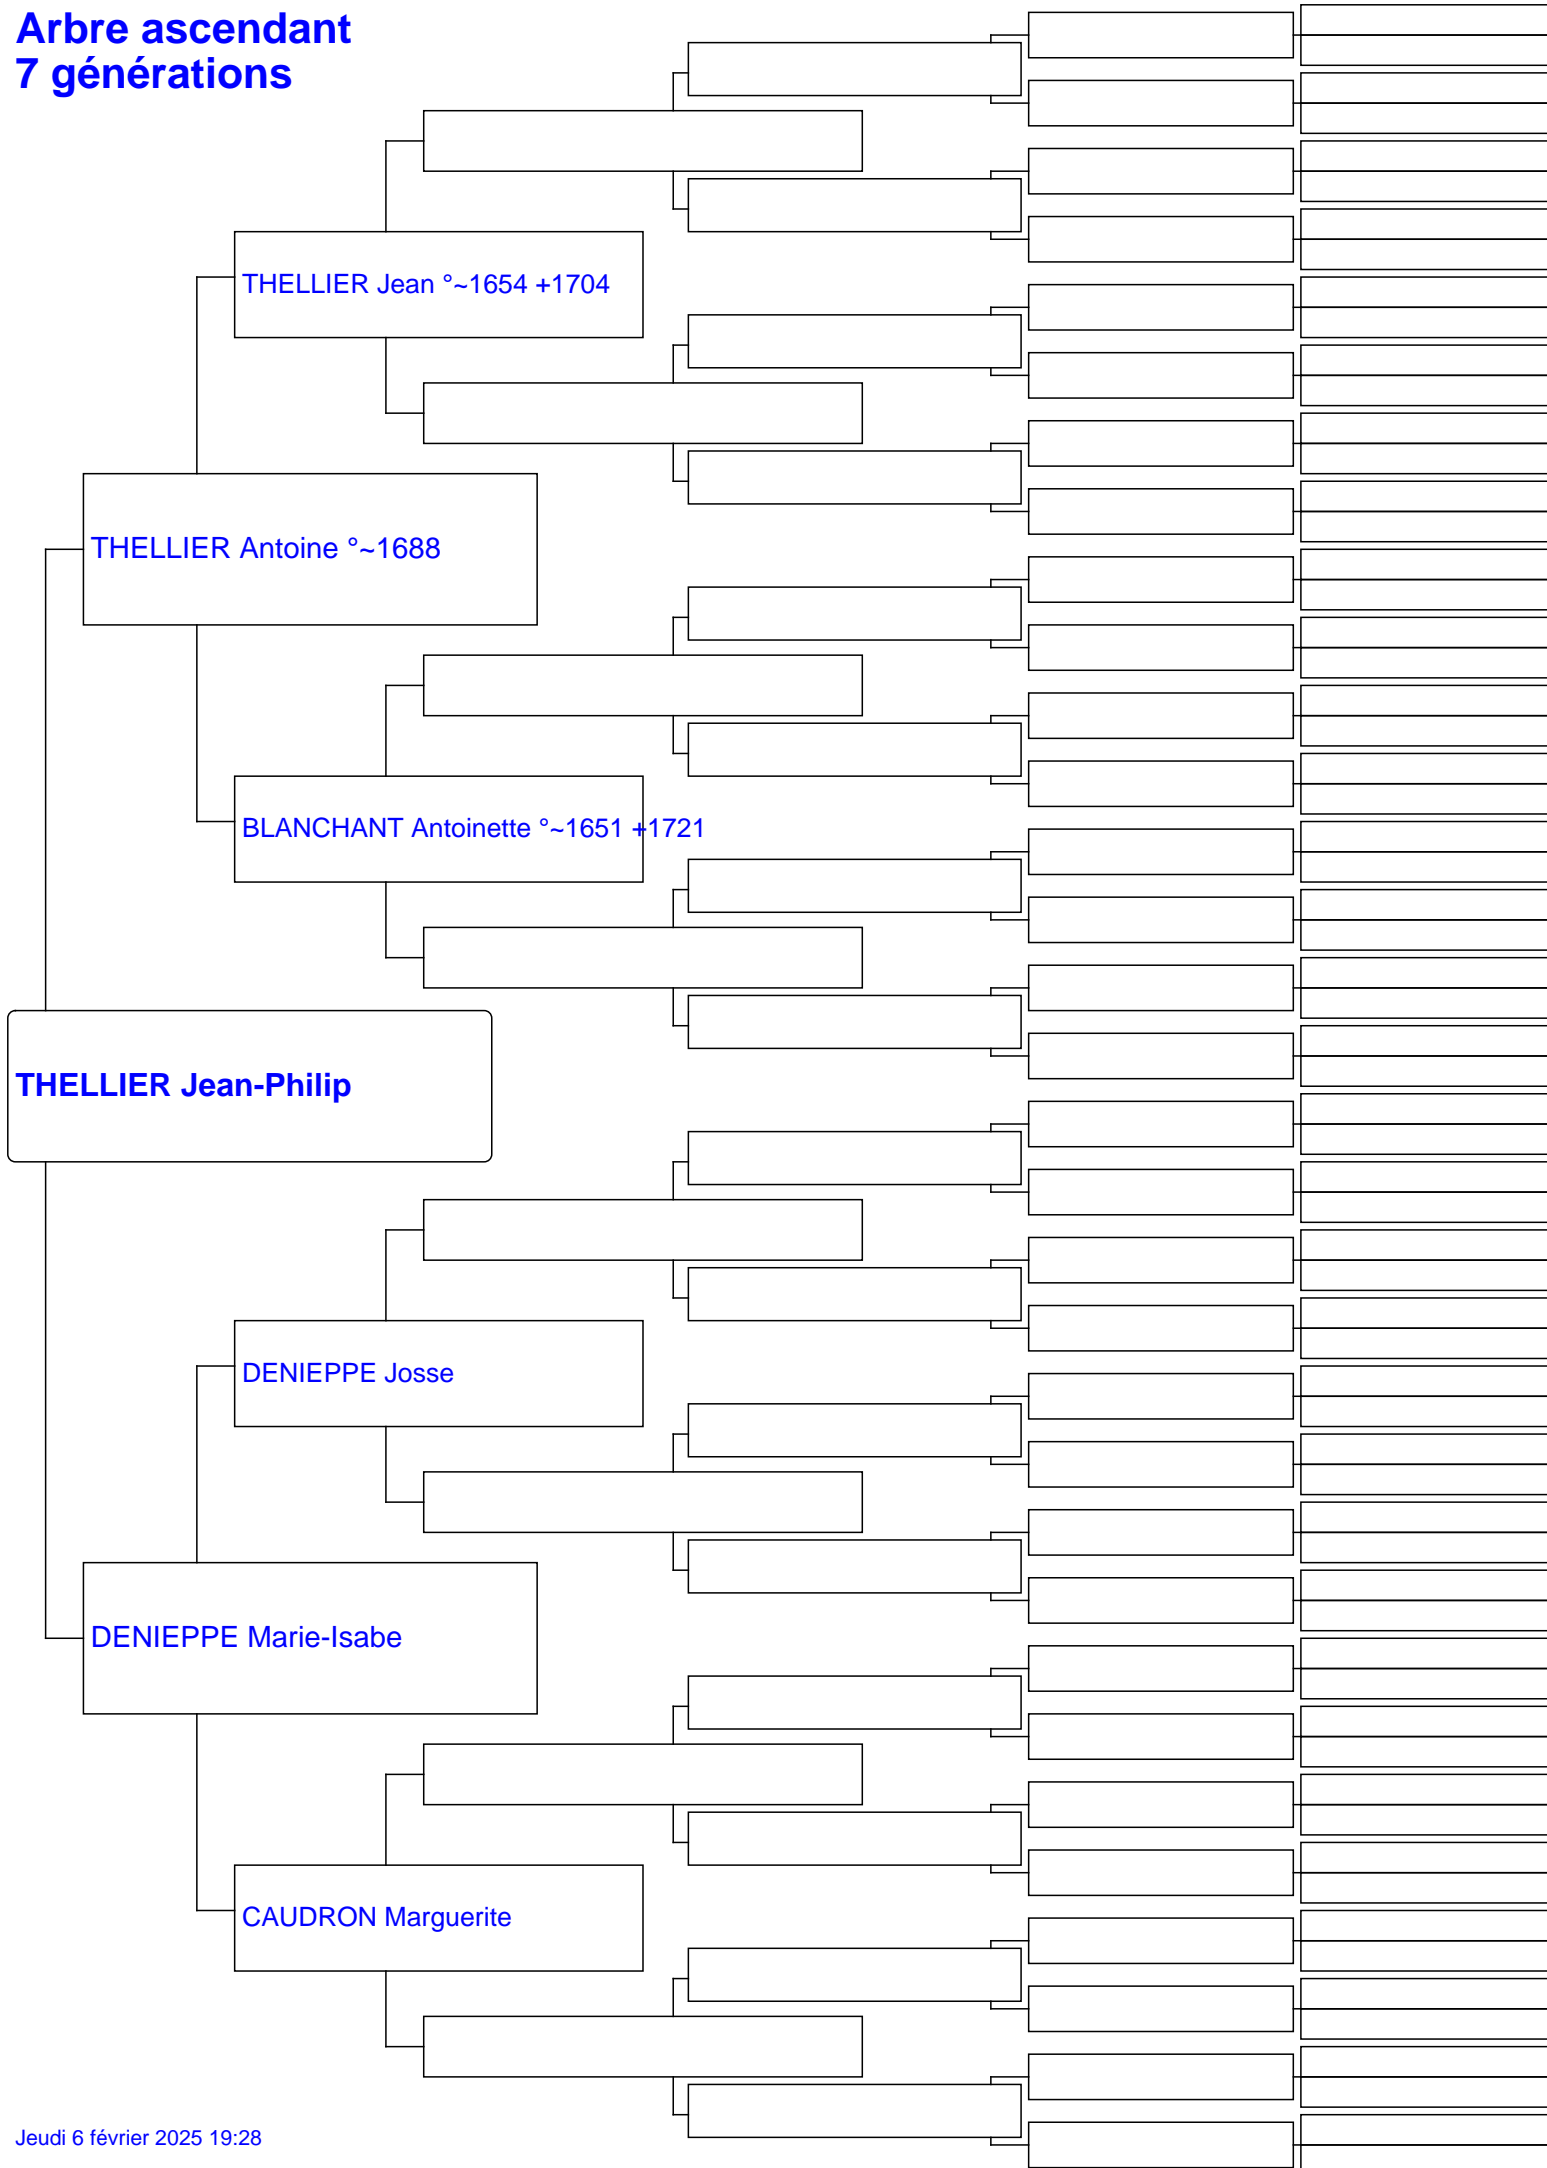 Arbre ascendant
7 générations
THELLIER Jean °~1654 +1704
THELLIER Antoine °~1688
BLANCHANT Antoinette °~1651 +1721
THELLIER Jean-Philip
DENIEPPE Josse
DENIEPPE Marie-Isabe
CAUDRON Marguerite
Jeudi 6 février 2025 19:28